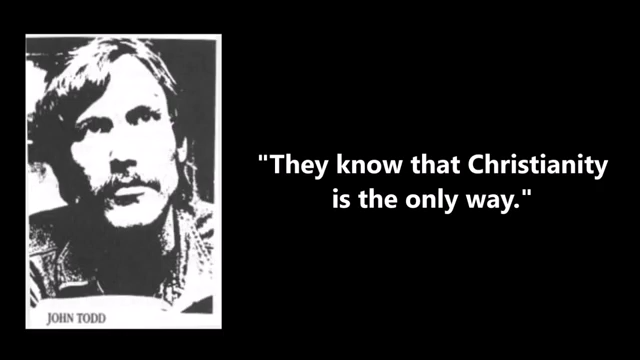 "They know that Christianity
is the only way."
JOHN TODD